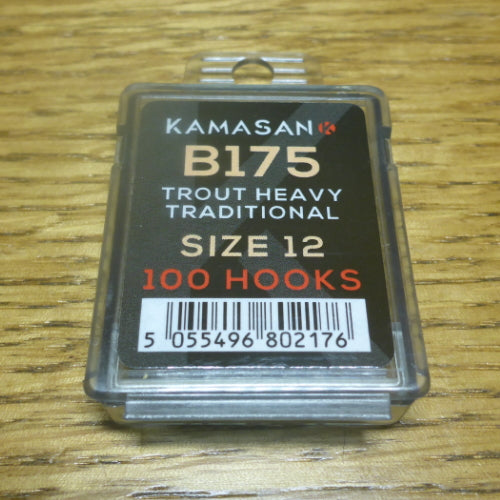 KAMASAN
B175
TROUT HEAVY
TRADITIONAL
SIZE 12
100 HOOKS
5 055496 802176